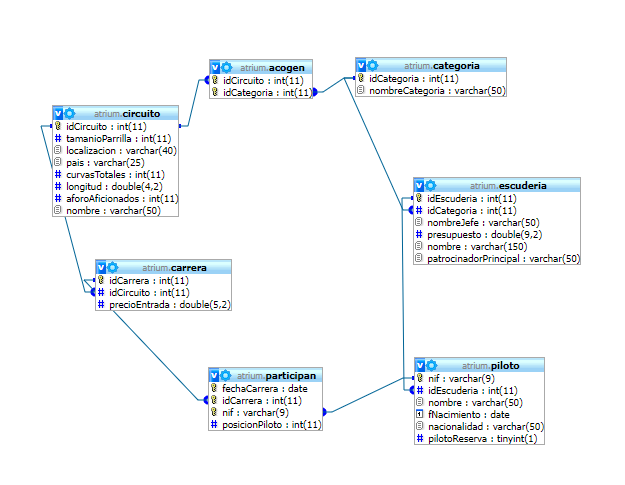 atrium.acogen
idCircuito : int(11)
idCategoria : int(11)
atrium.categoria
idCategoria : int(11)
nombreCategoria : varchar(50)
atrium.circuito
idCircuito : int(11)
tamanioParrilla : int(11)
localizacion : varchar(40)
pais : varchar(25)
curvasTotales : int(11)
longitud : double(4,2)
aforoAficionados : int(11)
nombre : varchar(50)
atrium.escuderia
idEscuderia : int(11)
idCategoria : int(11)
nombreJefe : varchar(50)
presupuesto : double(9,2)
nombre : varchar(150)
patrocinadorPrincipal : varchar(50)
atrium.carrera
idCarrera : int(11)
idCircuito : int(11)
precioEntrada : double(5,2)
atrium.participan
fechaCarrera : date
idCarrera : int(11)
nif : varchar(9)
posicionPiloto : int(11)
atrium.piloto
nif : varchar(9)
idEscuderia : int(11)
nombre : varchar(50)
fNacimiento : date
nacionalidad : varchar(50)
pilotoReserva : tinyint(1)